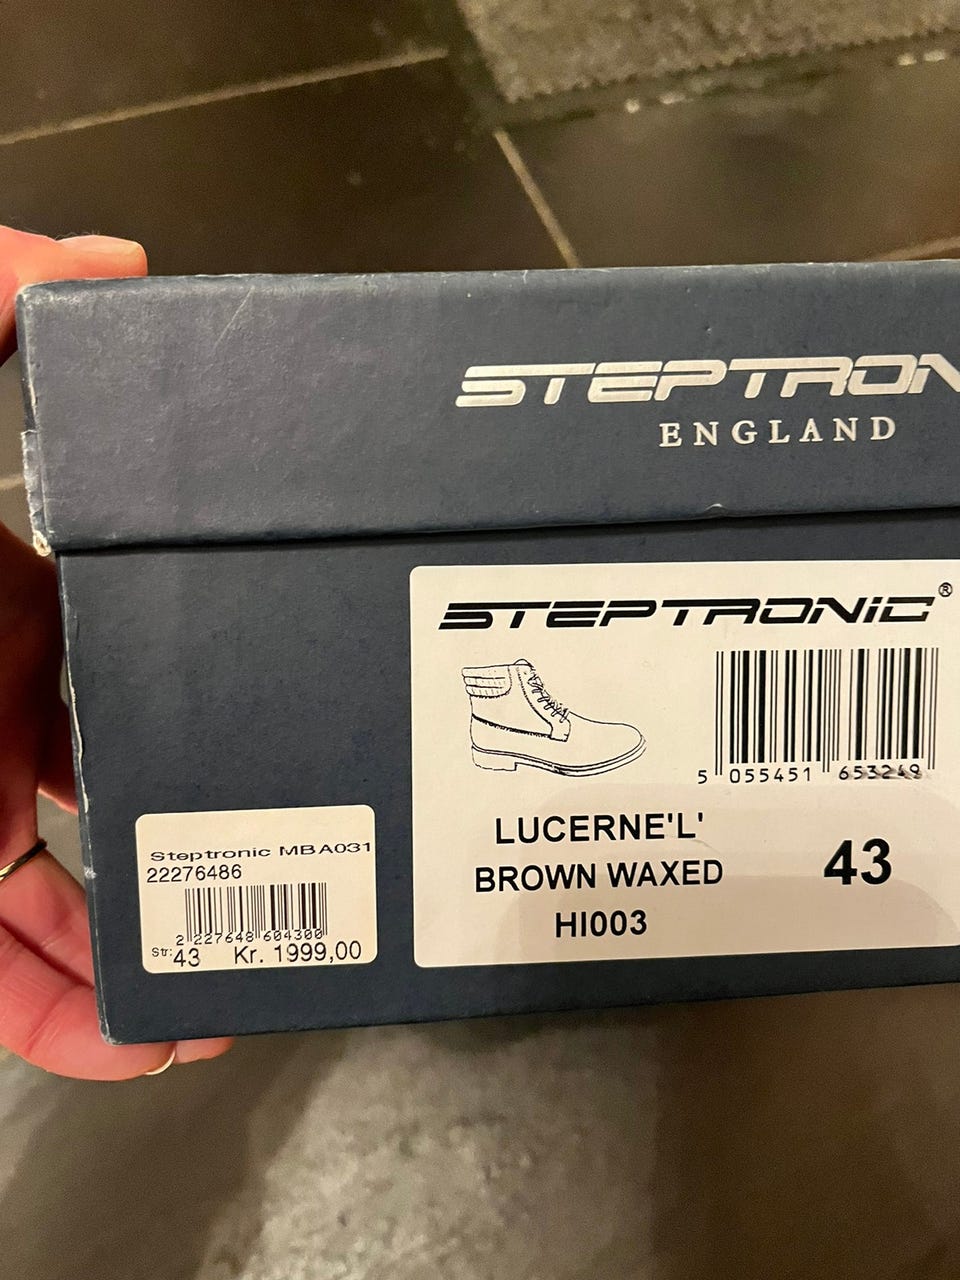 STEPTRON
ENGLAND
STEPTRONIC®
5 055451 653249
LUCERNE'L'
BROWN WAXED
HI003
43
Steptronic MBA031
22276486
2 227648 604300
Str: 43 Kr. 1999,00